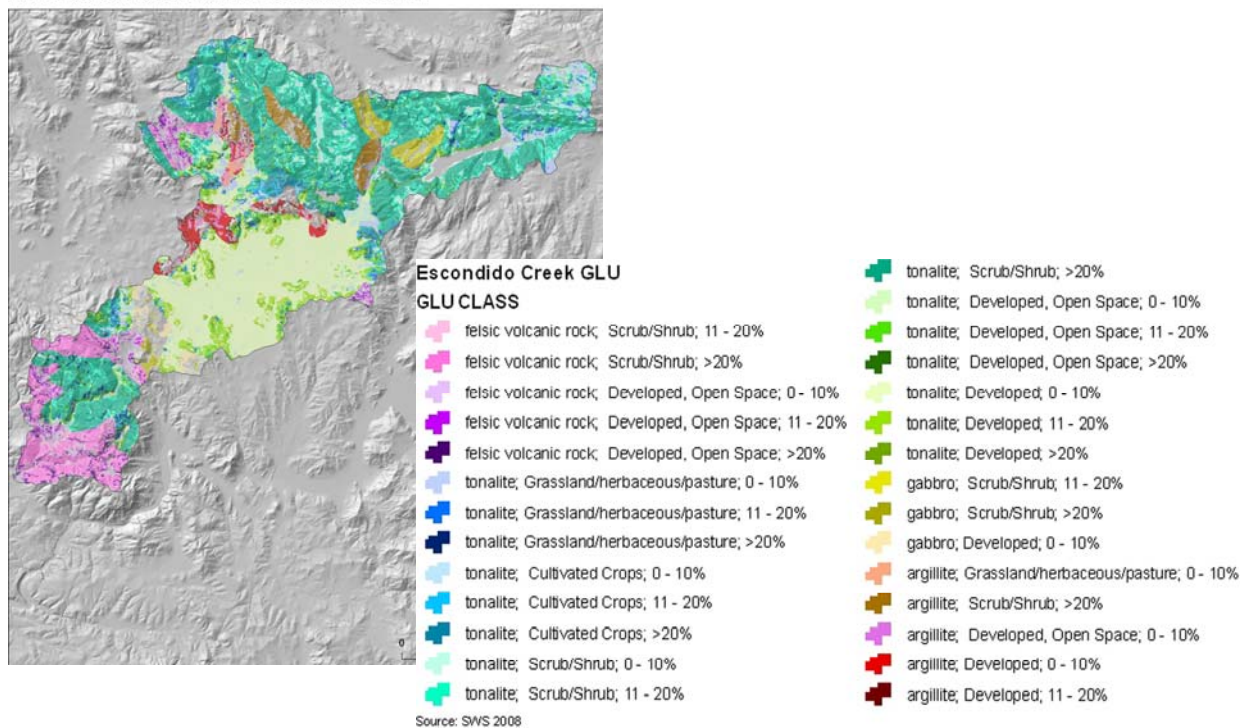 Escondido Creek GLU
GLU CLASS
felsic volcanic rock; Scrub/Shrub; 11 - 20%
felsic volcanic rock; Scrub/Shrub; >20%
felsic volcanic rock; Developed, Open Space; 0 - 10%
felsic volcanic rock; Developed, Open Space; 11 - 20%
felsic volcanic rock; Developed, Open Space; >20%
tonalite; Grassland/herbaceous/pasture; 0 - 10%
tonalite; Grassland/herbaceous/pasture; 11 - 20%
tonalite; Grassland/herbaceous/pasture; >20%
tonalite; Cultivated Crops; 0 - 10%
tonalite; Cultivated Crops; 11 - 20%
tonalite; Cultivated Crops; >20%
tonalite; Scrub/Shrub; 0 - 10%
tonalite; Scrub/Shrub; 11 - 20%
tonalite; Scrub/Shrub; >20%
tonalite; Developed, Open Space; 0 - 10%
tonalite; Developed, Open Space; 11 - 20%
tonalite; Developed, Open Space; >20%
tonalite; Developed; 0 - 10%
tonalite; Developed; 11 - 20%
tonalite; Developed; >20%
gabbro; Scrub/Shrub; 11 - 20%
gabbro; Scrub/Shrub; >20%
gabbro; Developed; 0 - 10%
argillite; Grassland/herbaceous/pasture; 0 - 10%
argillite; Scrub/Shrub; >20%
argillite; Developed, Open Space; 0 - 10%
argillite; Developed; 0 - 10%
argillite; Developed; 11 - 20%
0
Source: SWS 2008